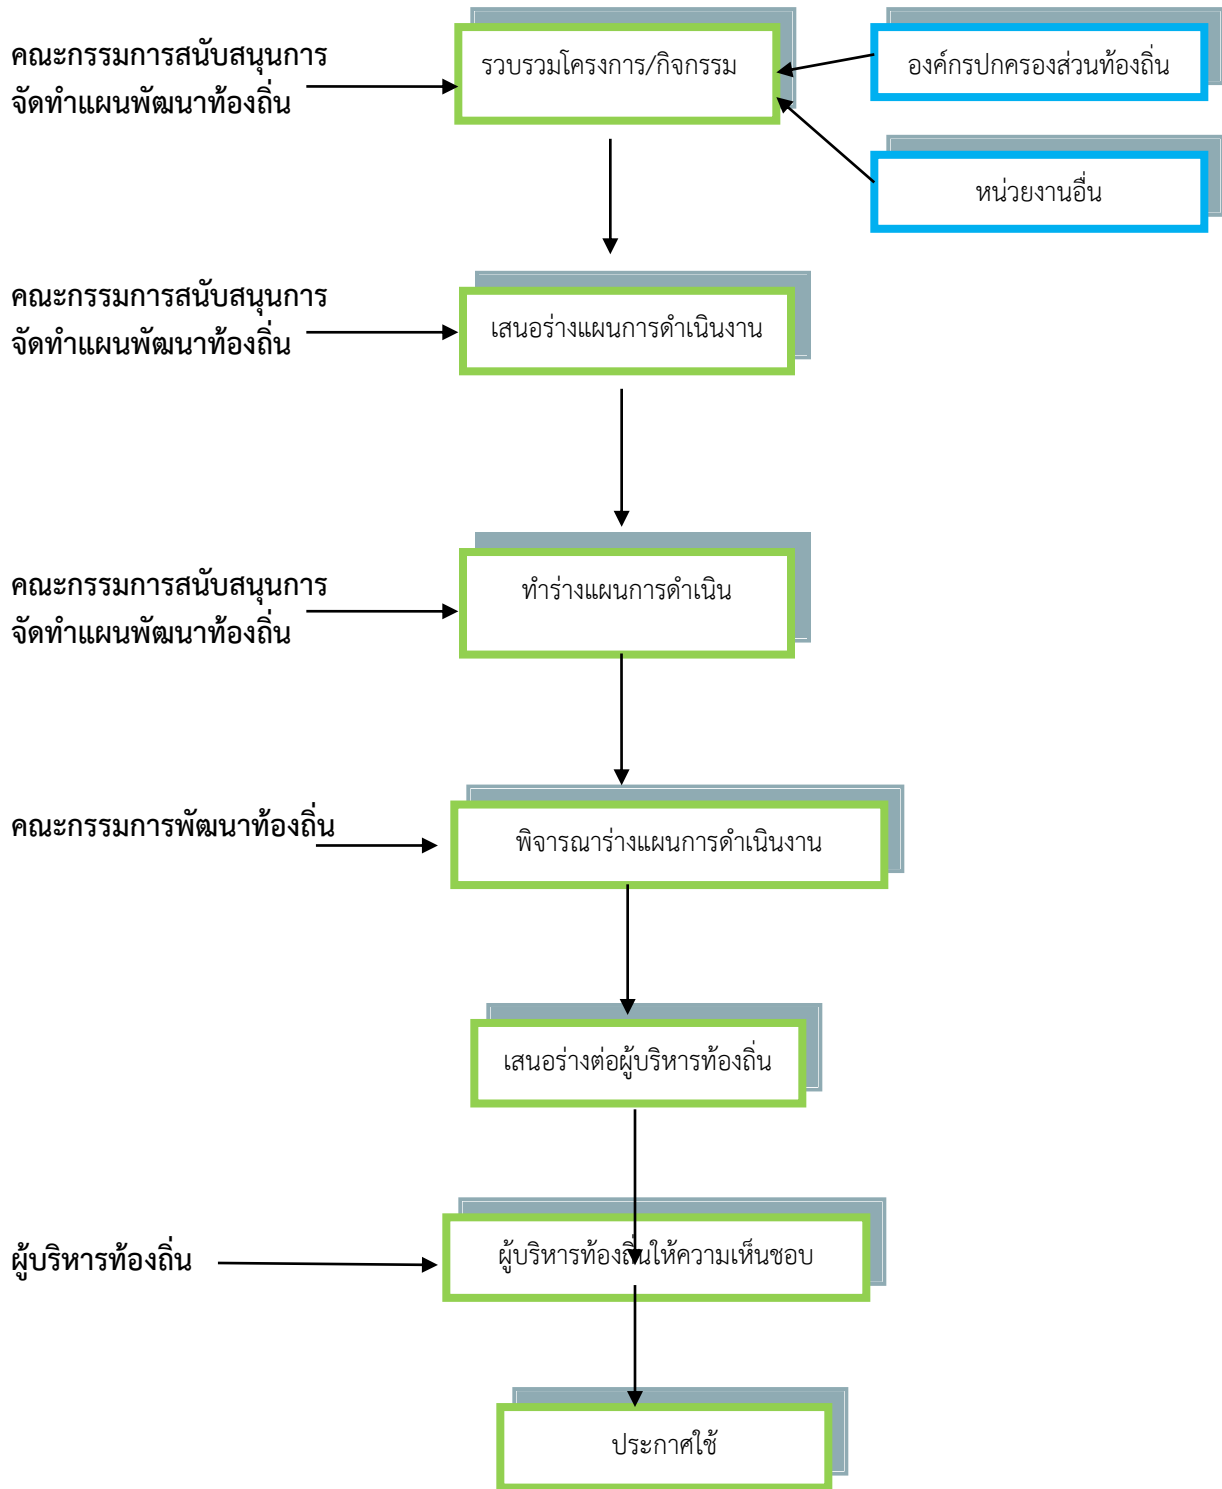 คณะกรรมการสนับสนุนการ
จัดทำแผนพัฒนาท้องถิ่น
รวบรวมโครงการ/กิจกรรม
องค์กรปกครองส่วนท้องถิ่น
หน่วยงานอื่น
คณะกรรมการสนับสนุนการ
จัดทำแผนพัฒนาท้องถิ่น
เสนอร่างแผนการดำเนินงาน
คณะกรรมการสนับสนุนการ
จัดทำแผนพัฒนาท้องถิ่น
ทำร่างแผนการดำเนิน
คณะกรรมการพัฒนาท้องถิ่น
พิจารณาร่างแผนการดำเนินงาน
เสนอร่างต่อผู้บริหารท้องถิ่น
ผู้บริหารท้องถิ่น
ผู้บริหารท้องถิ่นให้ความเห็นชอบ
ประกาศใช้